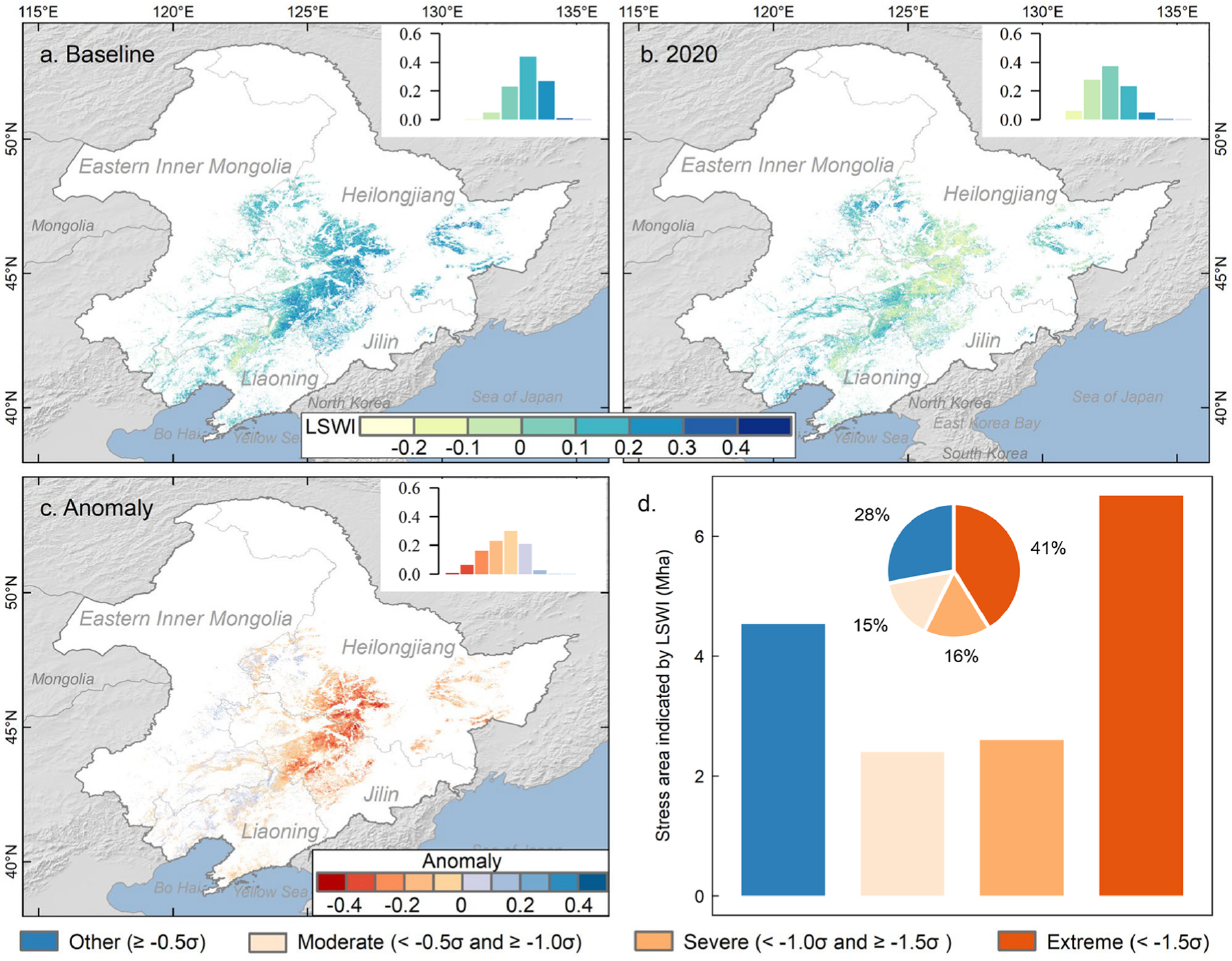 115°E 120°E 125°E 130°E 135°E 120°E 125°E 130°E 135°E
a. Baseline
0.6
0.4
0.2
0.0
50°N
45°N
40°N
Eastern Inner Mongolia
Heilongjiang
Mongolia
Jilin
Liaoning
North Korea
Sea of Japan
Bo Hai
Yellow Sea
b. 2020
0.6
0.4
0.2
0.0
50°N
45°N
40°N
Eastern Inner Mongolia
Heilongjiang
Mongolia
Jilin
Liaoning
North Korea
Sea of Japan
East Korea Bay
Yellow Sea
South Korea
LSWI
-0.2 -0.1 0 0.1 0.2 0.3 0.4
c. Anomaly
0.6
0.4
0.2
0.0
50°N
45°N
40°N
Eastern Inner Mongolia
Heilongjiang
Mongolia
Jilin
Liaoning
Bo Hai
Yellow Sea
Anomaly
-0.4 -0.2 0 0.2 0.4
115°E 120°E 125°E
d.
Stress area indicated by LSWI (Mha)
6
4
2
0
28%
41%
15%
16%
Other (≥ -0.5σ) Moderate (< -0.5σ and ≥ -1.0σ) Severe (< -1.0σ and ≥ -1.5σ ) Extreme (< -1.5σ)